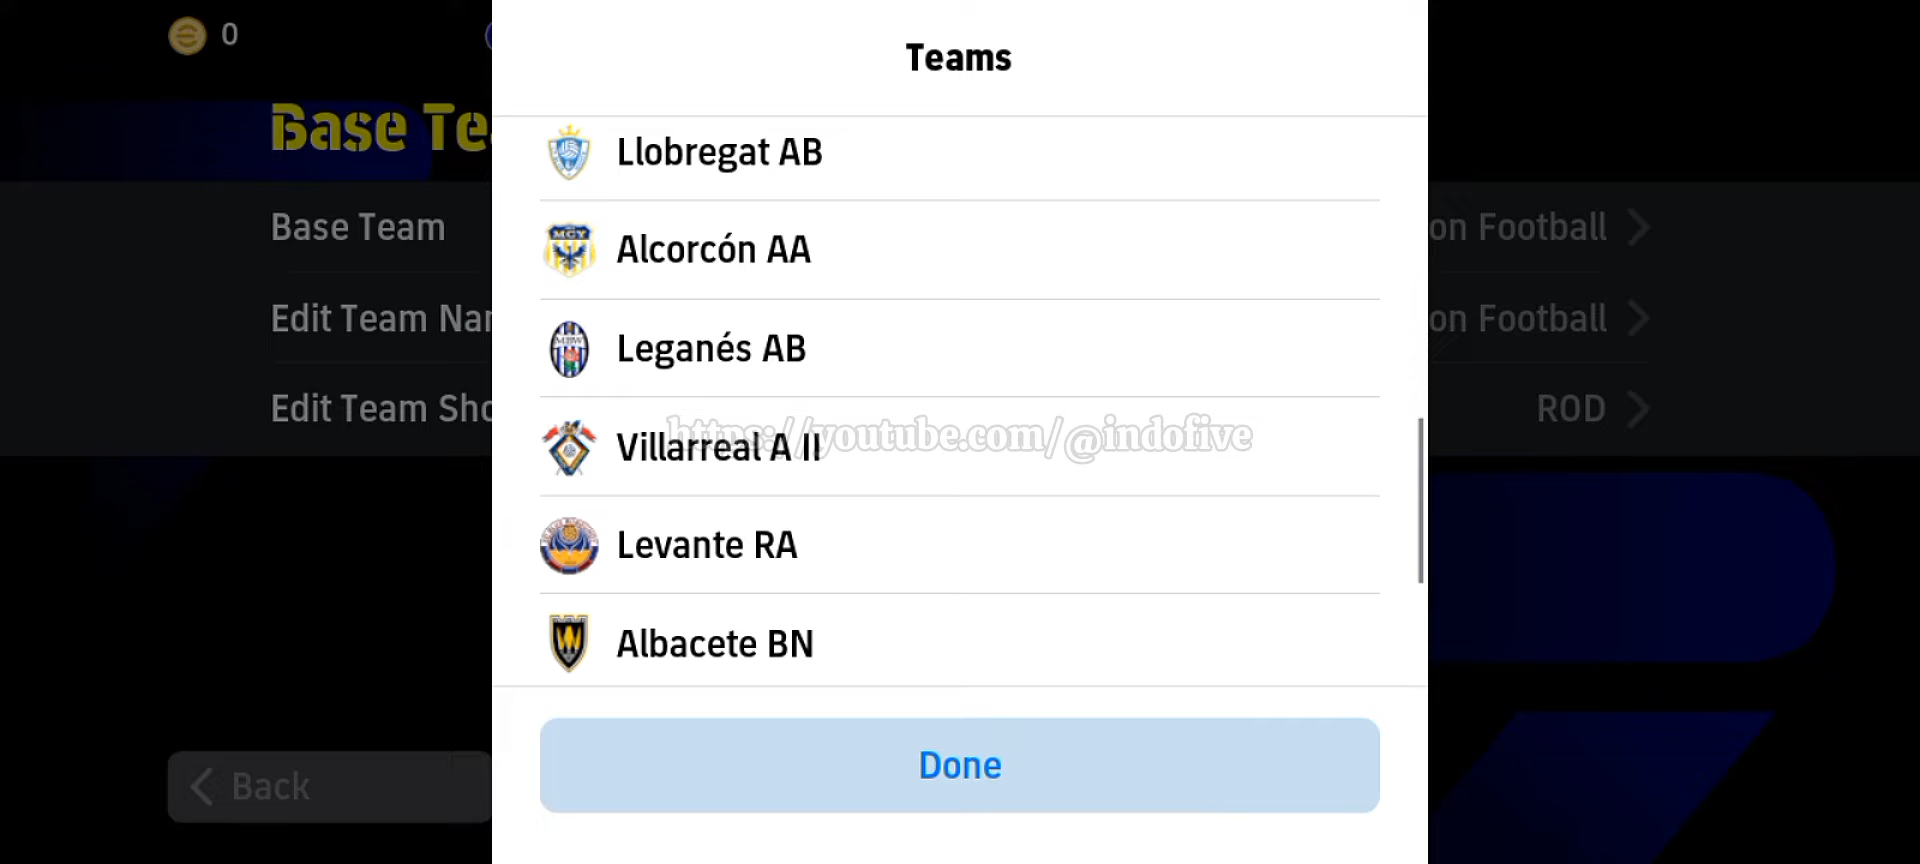 0
Teams
Base Te
Llobregat AB
Base Team
on Football
Alcorcón AA
Edit Team Nar
on Football
Leganés AB
Edit Team Sho
ROD
https://youtube.com/@indofive
Villarreal A II
Levante RA
Albacete BN
Done
Back